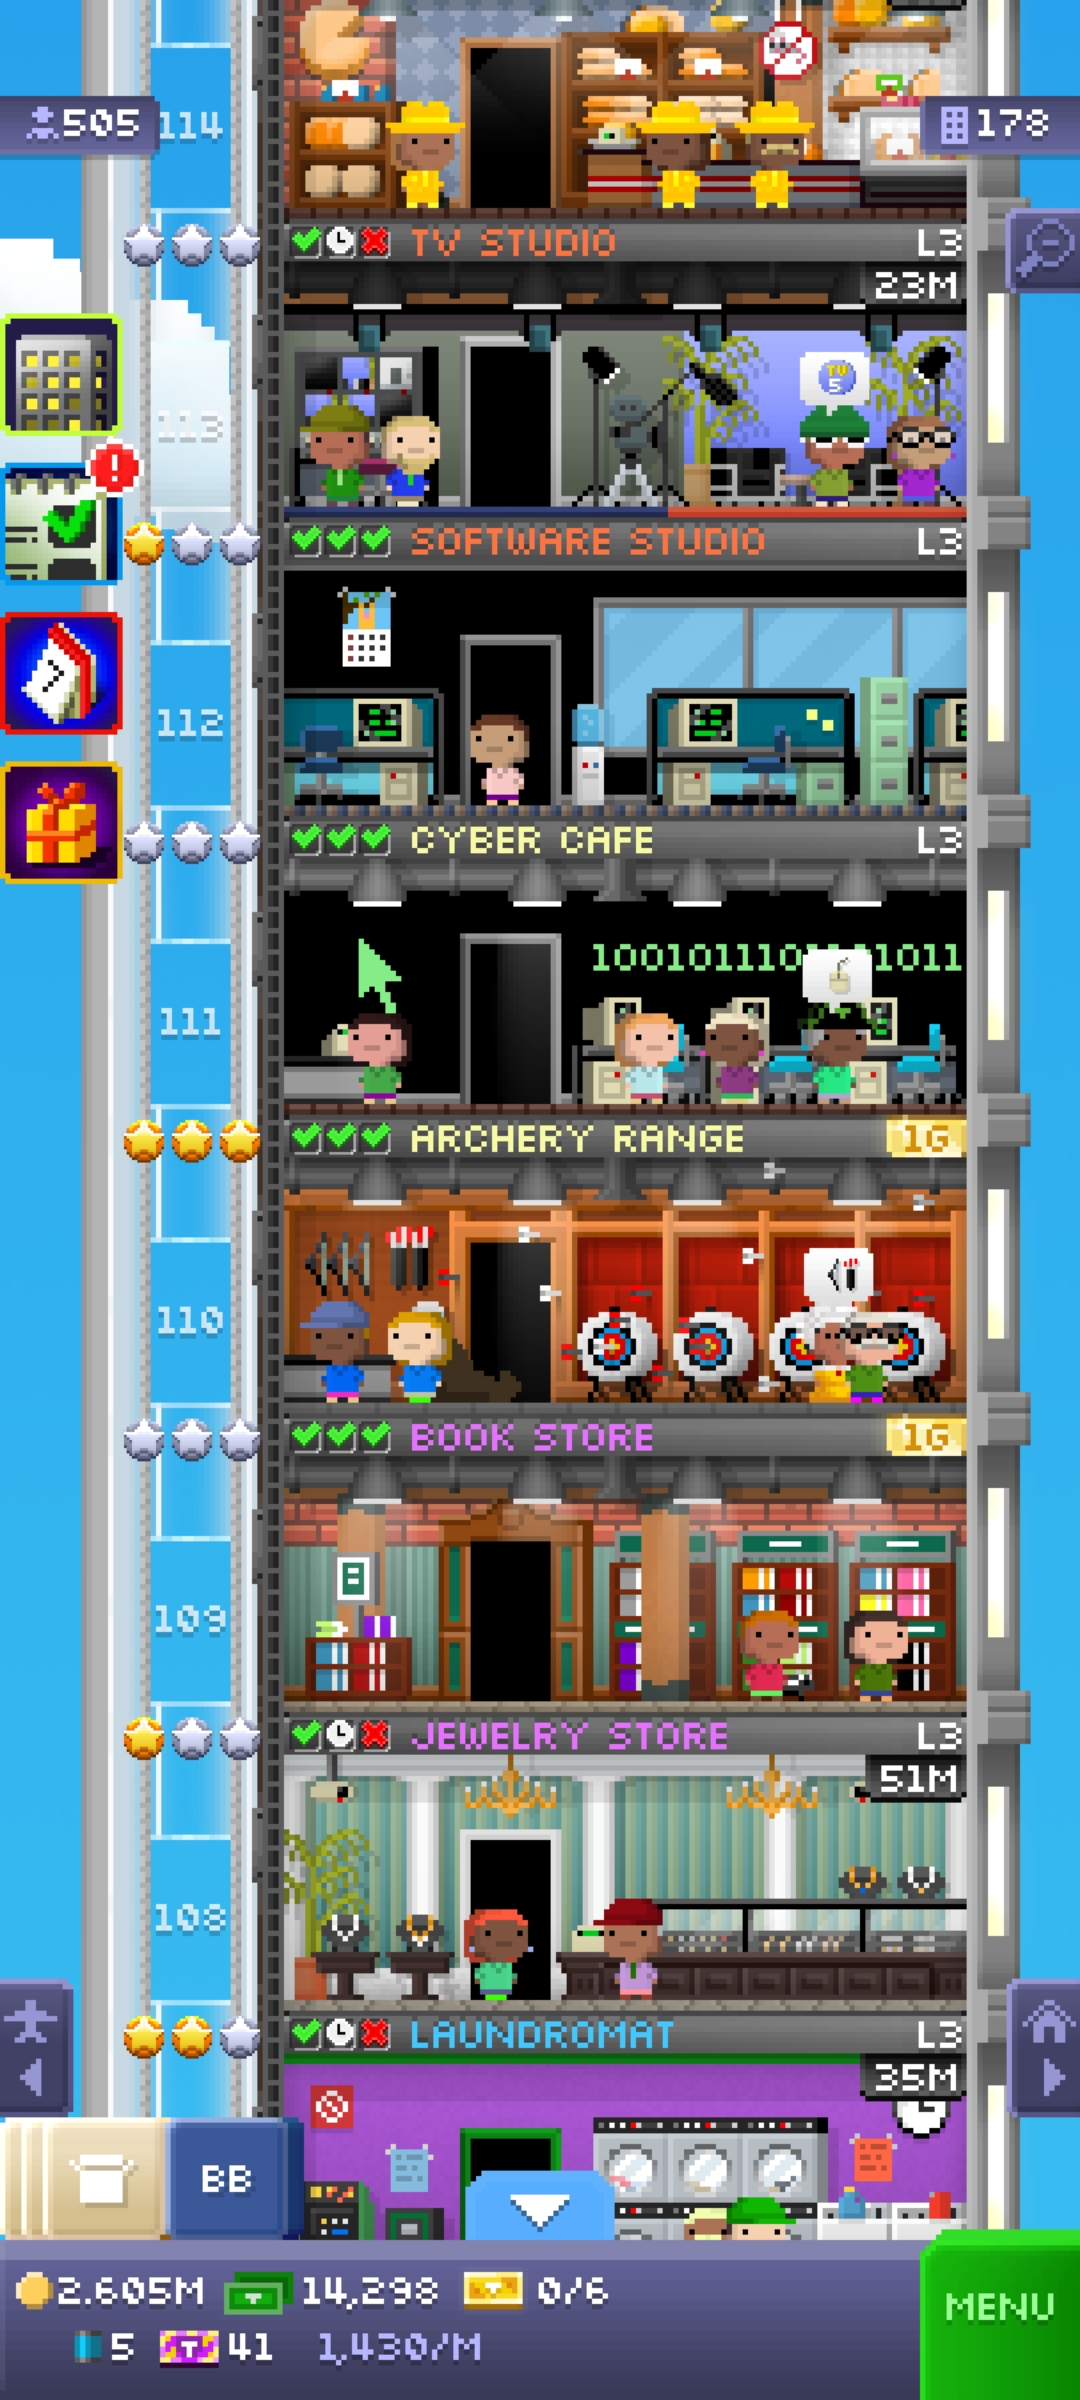 505
114
178
TV STUDIO
L3
23M
113
TV
5
SOFTWARE STUDIO
L3
112
CYBER CAFE
L3
111
10010111010 1011
ARCHERY RANGE
1G
110
BOOK STORE
1G
109
JEWELRY STORE
L3
51M
108
LAUNDROMAT
L3
35M
BB
2.605M
14,298
0/6
5
T
41
1,430/M
MENU